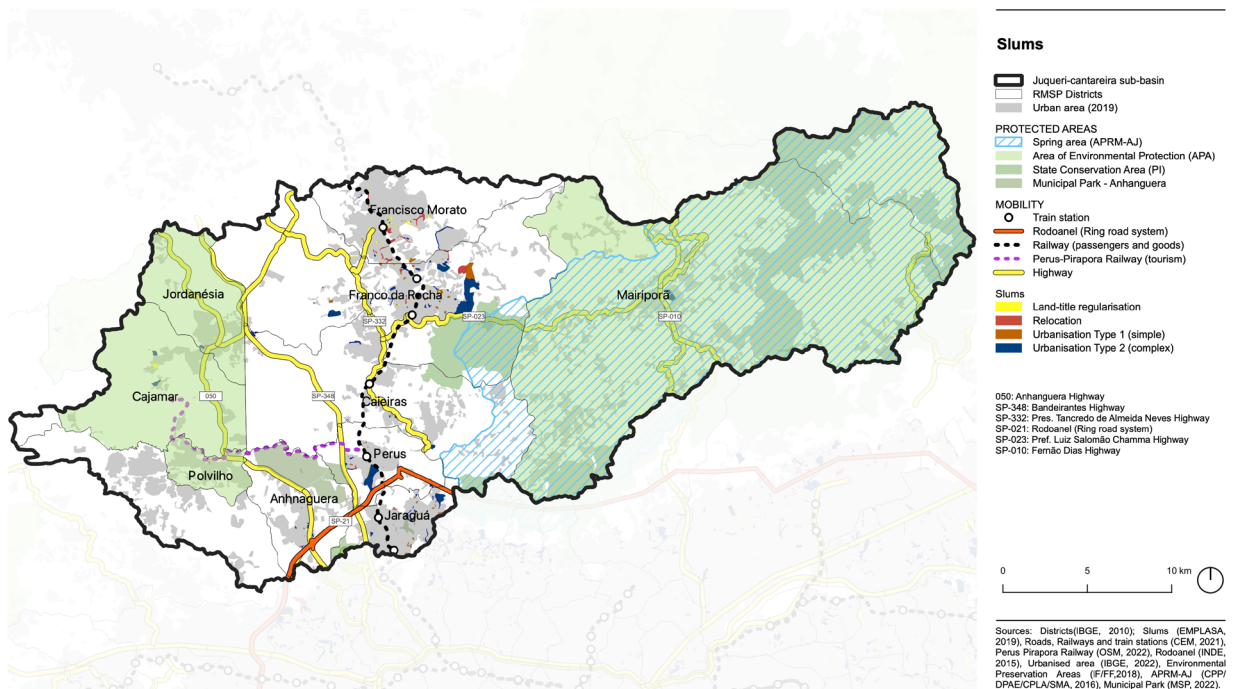 Slums
Juqueri-cantareira sub-basin
RMSP Districts
Urban area (2019)
PROTECTED AREAS
Spring area (APRM-AJ)
Area of Environmental Protection (APA)
State Conservation Area (PI)
Municipal Park - Anhanguera
MOBILITY
Train station
Rodoanel (Ring road system)
Railway (passengers and goods)
Perus-Pirapora Railway (tourism)
Highway
Slums
Land-title regularisation
Relocation
Urbanisation Type 1 (simple)
Urbanisation Type 2 (complex)
050: Anhanguera Highway
SP-348: Bandeirantes Highway
SP-332: Pres. Tancredo de Almeida Neves Highway
SP-021: Rodoanel (Ring road system)
SP-023: Pref. Luiz Salomão Chamma Highway
SP-010: Fernão Dias Highway
0 5 10 km
Sources: Districts(IBGE, 2010); Slums (EMPLASA,
2019), Roads, Railways and train stations (CEM, 2021),
Perus Pirapora Railway (OSM, 2022), Rodoanel (INDE,
2015), Urbanised area (IBGE, 2022), Environmental
Preservation Areas (IF/FF,2018), APRM-AJ (CPP/
DPAE/CPLA/SMA, 2016), Municipal Park (MSP, 2022).
Francisco Morato
Jordanésia
Franco da Rocha
Mairiporã
SP-332
SP-023
SP-010
Cajamar
050
SP-348
Caieiras
Perus
Polvilho
Anhnaguera
SP-21
Jaraguá